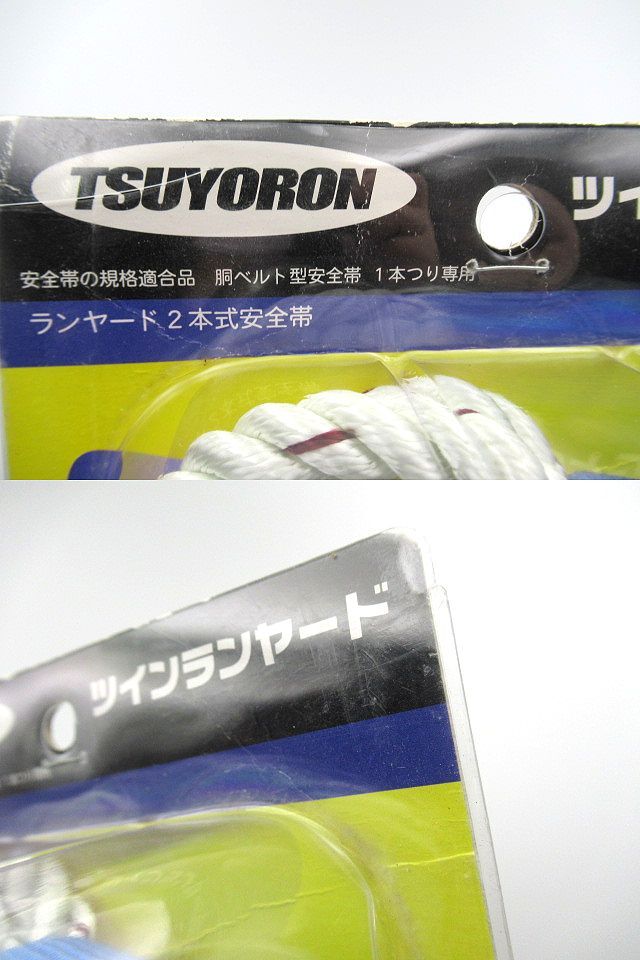 TSUYORON
ツイ
安全帯の規格適合品 胴ベルト型安全帯 1本つり専用
ランヤード2本式安全帯
ツインランヤード